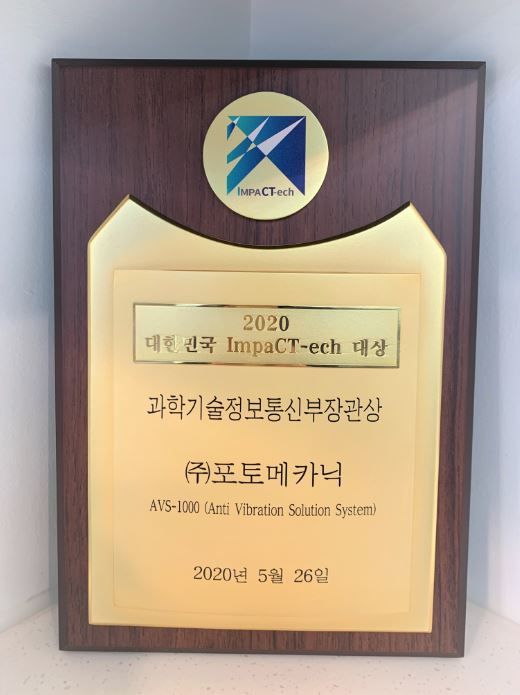 IMPACT-ech
2020
대한민국 ImpaCT-ech 대상
과학기술정보통신부장관상
㈜포토메카닉
AVS-1000 (Anti Vibration Solution System)
2020년 5월 26일